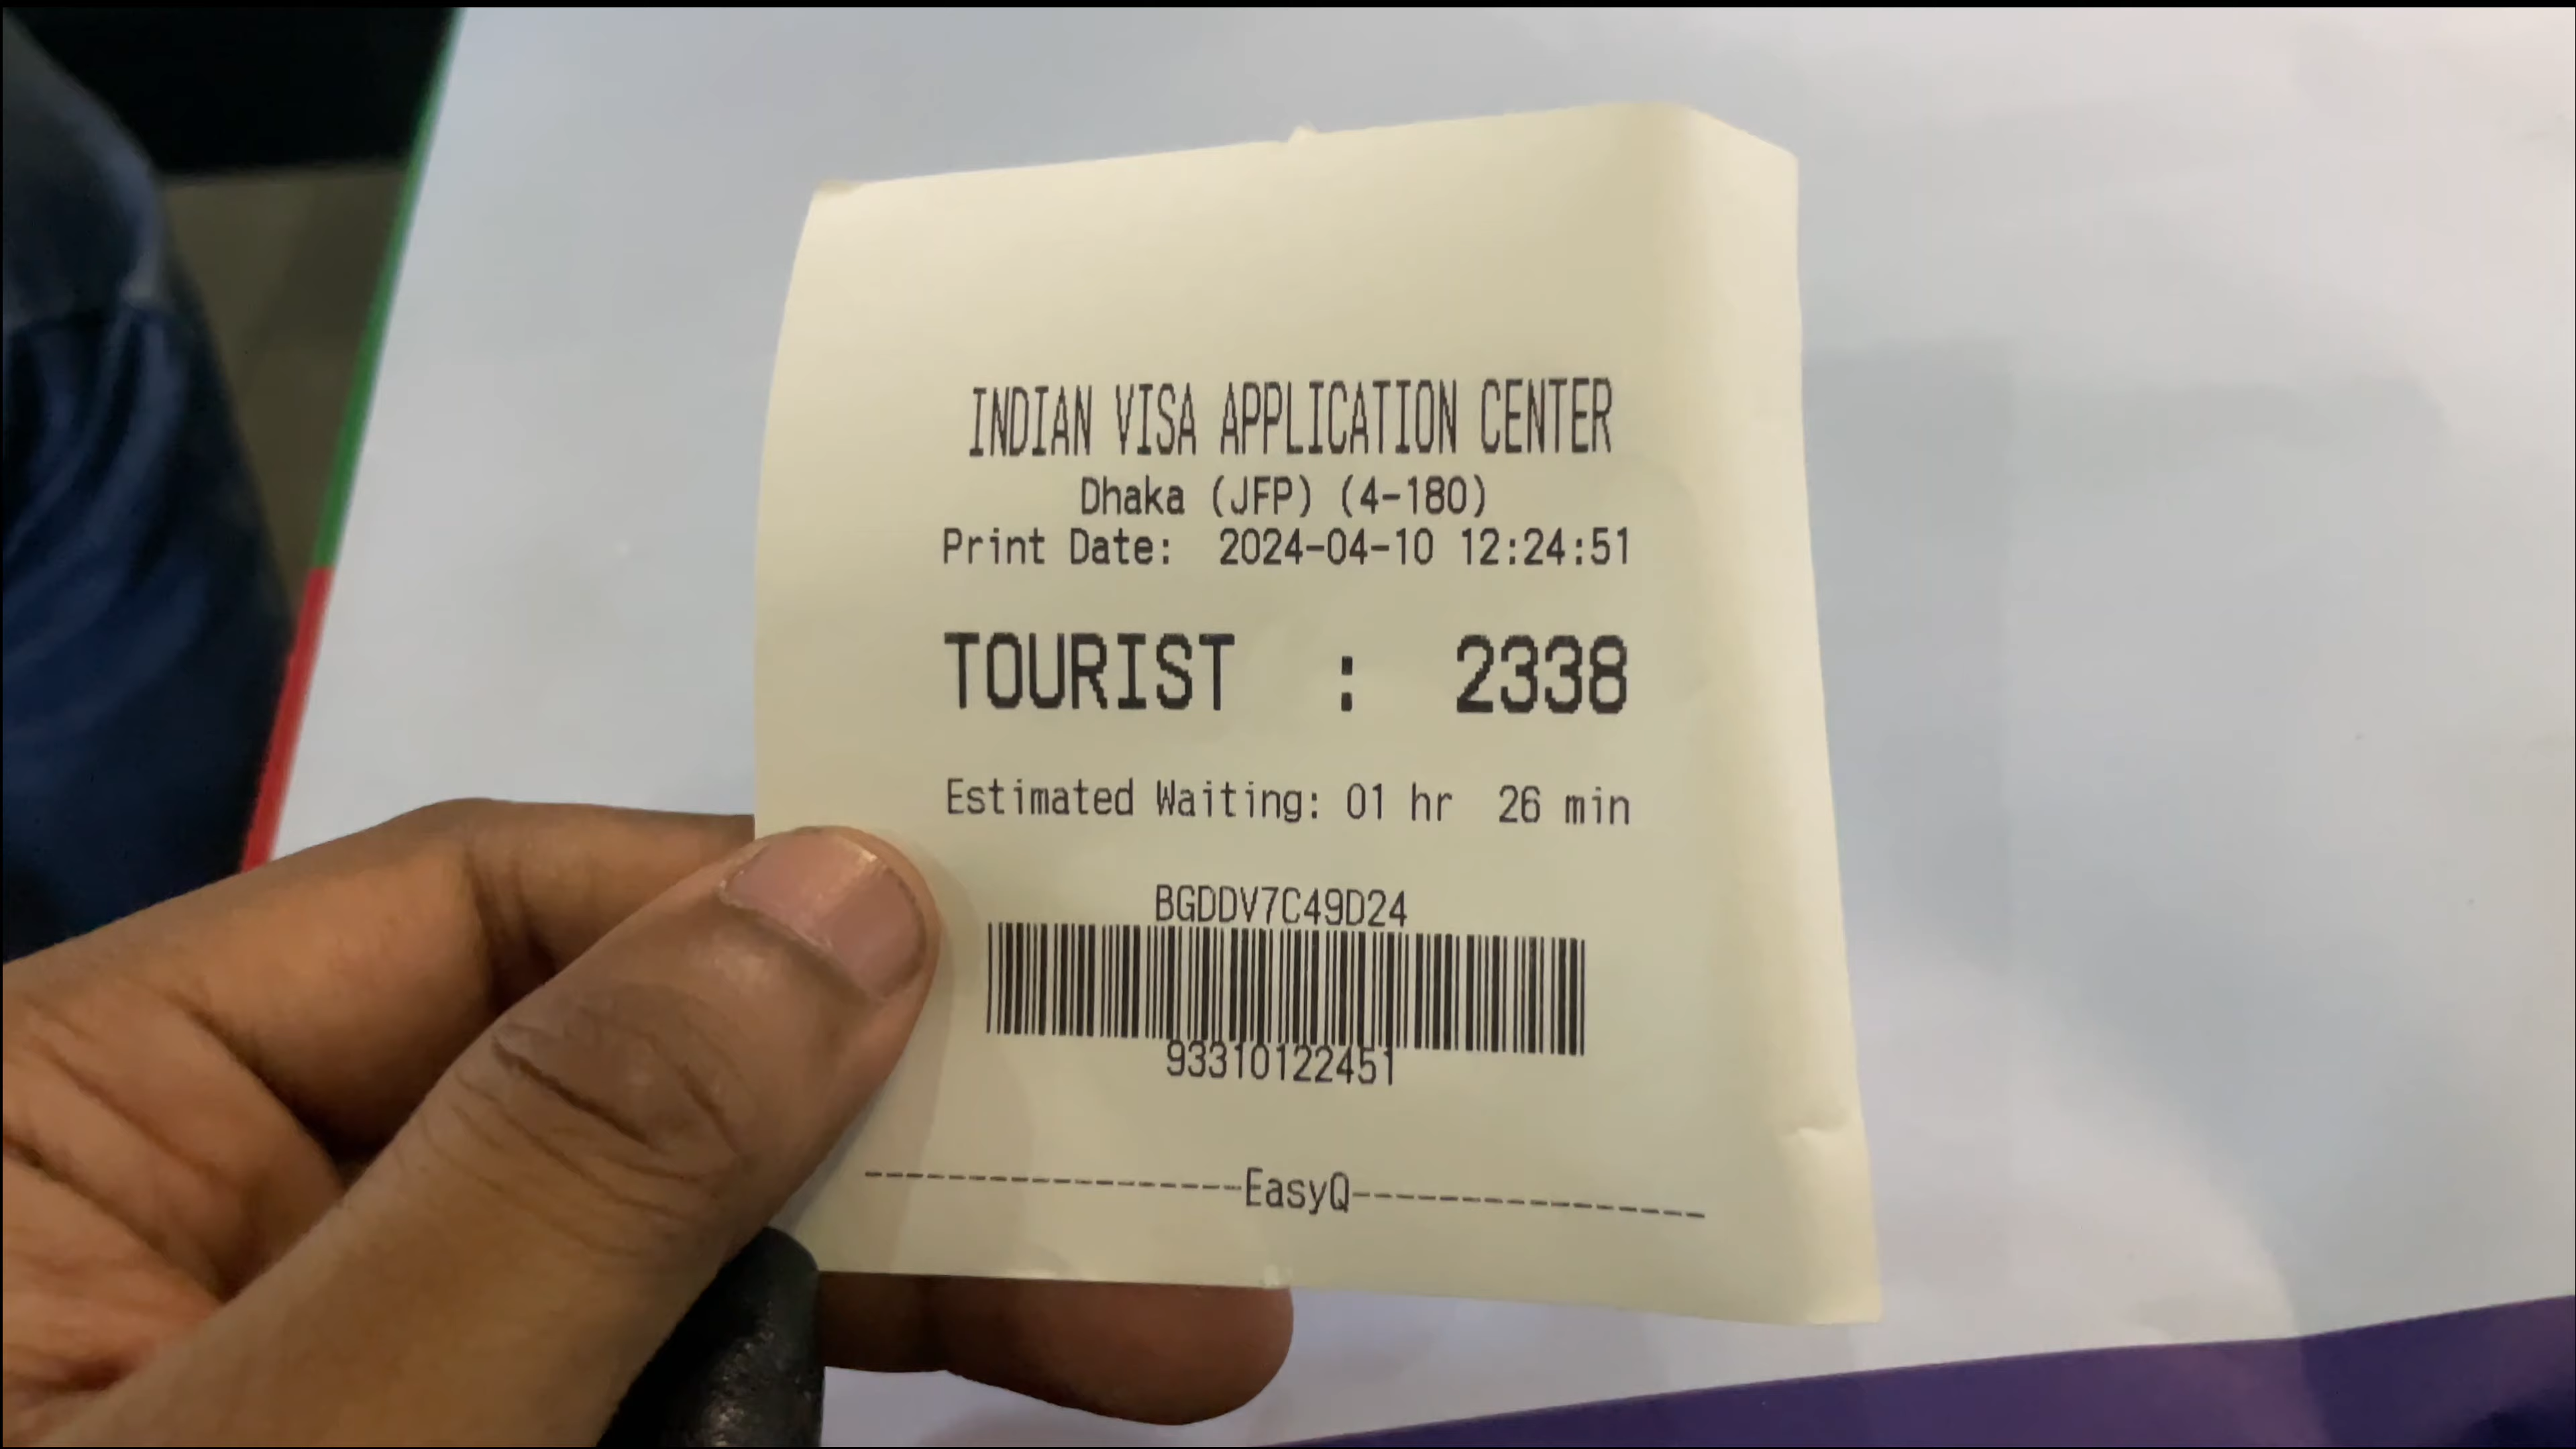 INDIAN VISA APPLICATION CENTER
Dhaka (JFP) (4-180)
Print Date: 2024-04-10 12:24:51
TOURIST : 2338
Estimated Waiting: 01 hr 26 min
BGDDV7C49D24
93310122451
------------------EasyQ-----------------